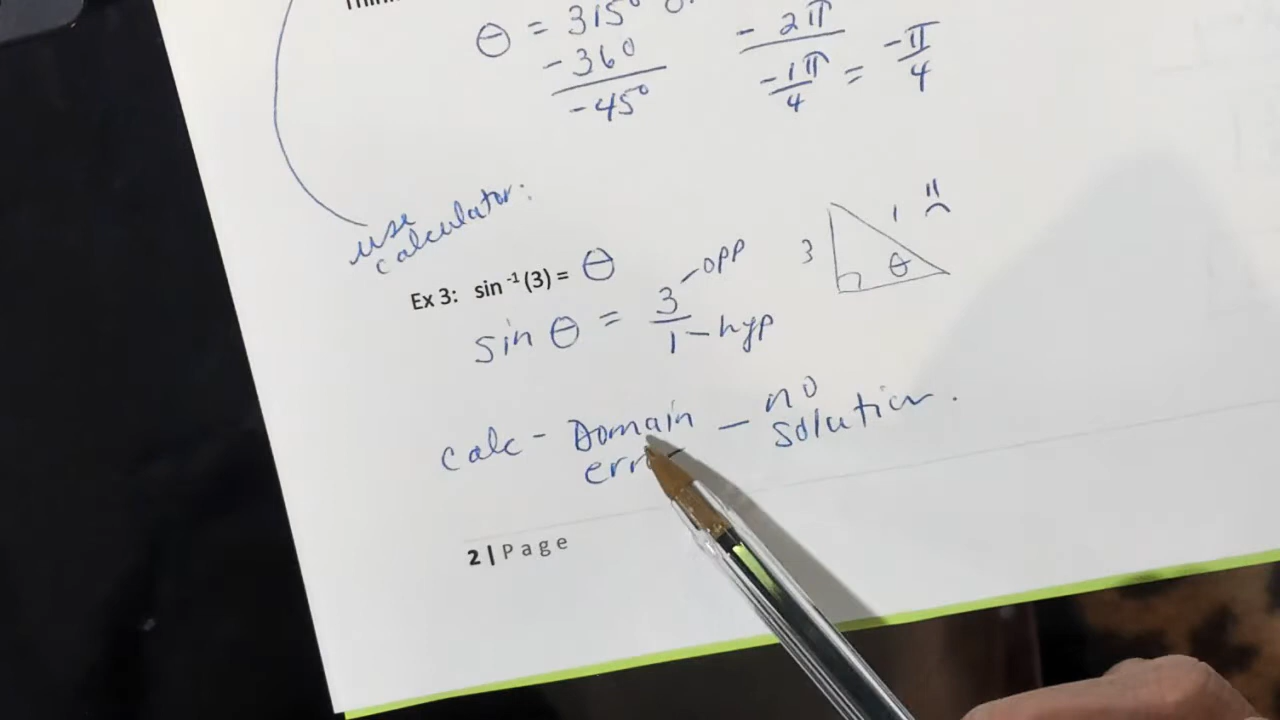 θ = 315°
- 360
-45°
- 2π
-1π/4 = -π/4
use
calculator:
Ex 3: sin⁻¹(3) = θ
sin θ = 3/1 -opp -hyp
3 1 θ
calc - Domain - no
solution.
2 | Page